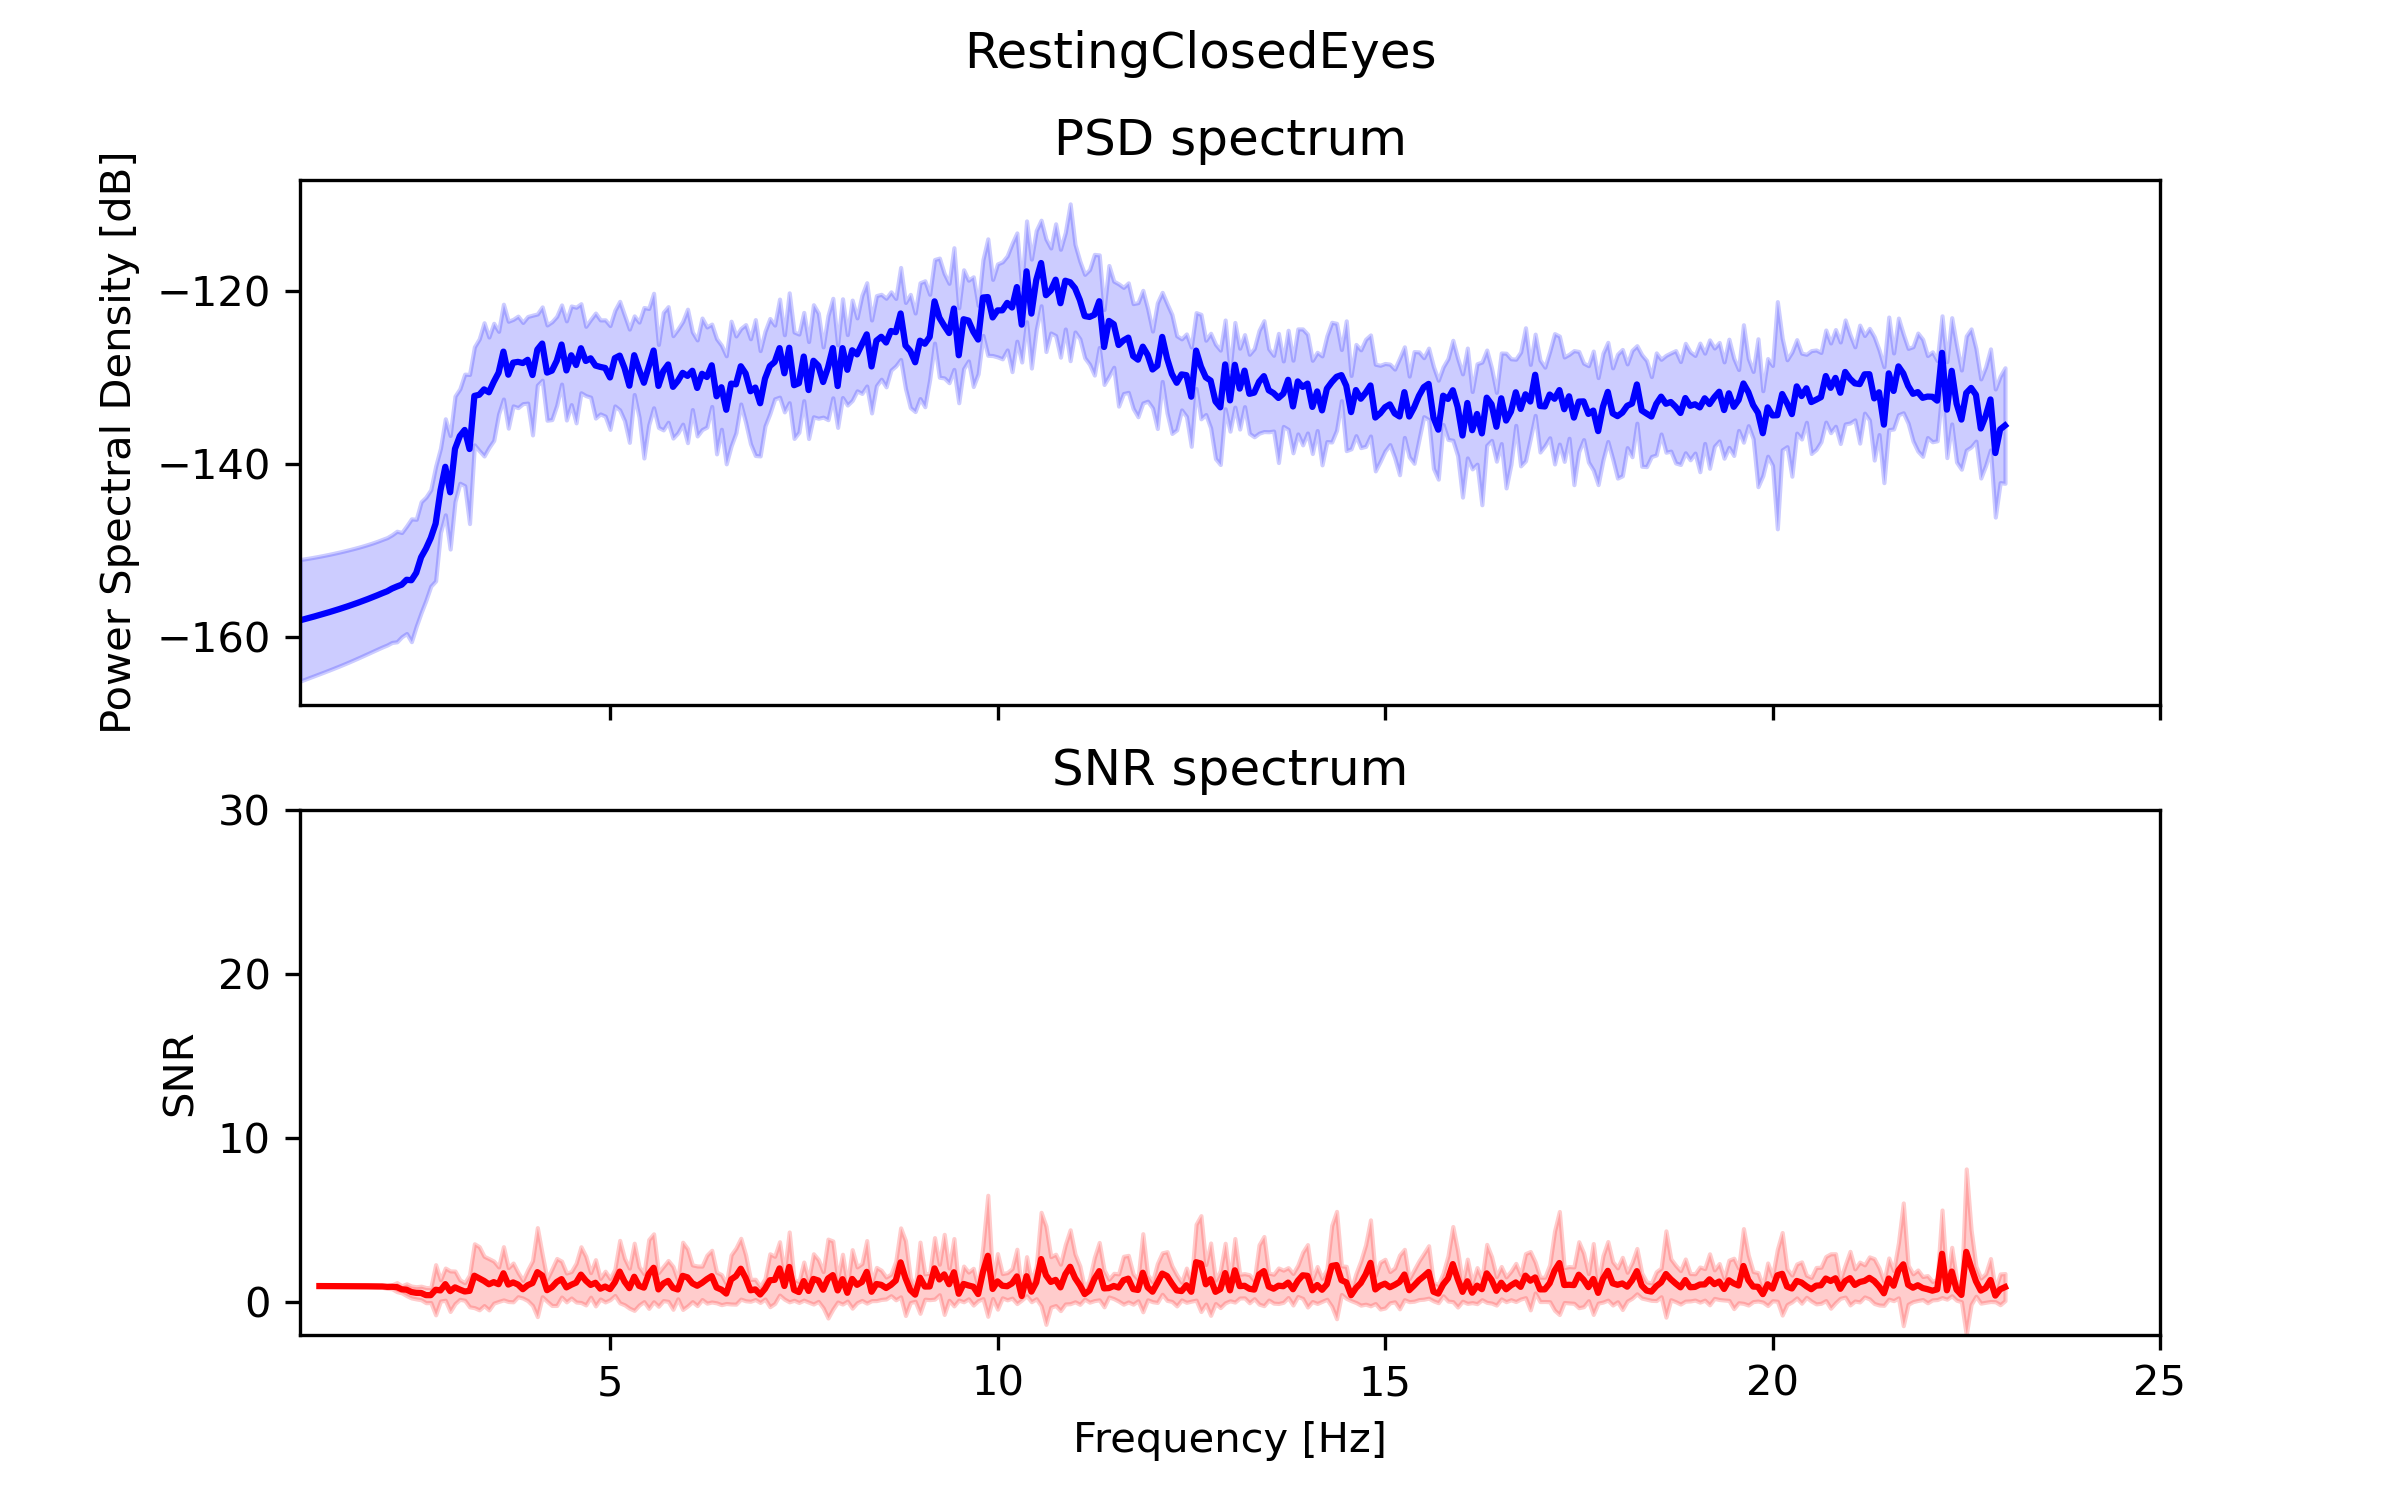 RestingClosedEyes
PSD spectrum
Power Spectral Density [dB]
−120
−140
−160
SNR spectrum
SNR
30
20
10
0
5 10 15 20 25
Frequency [Hz]